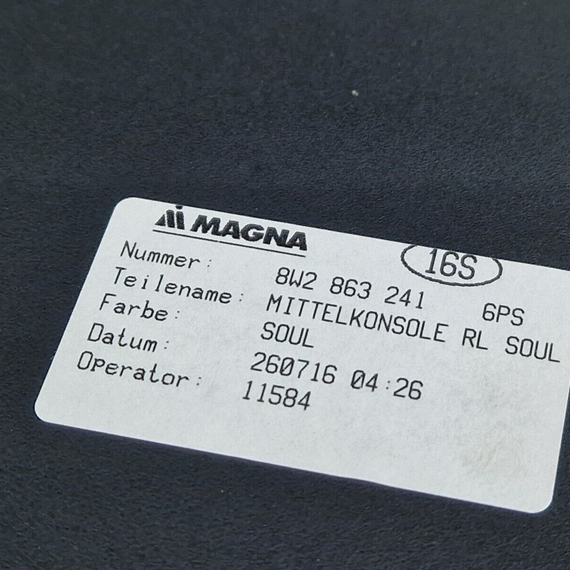 MAGNA
16S
Nummer: 8W2 863 241 6PS
Teilename: MITTELKONSOLE RL SOUL
Farbe: SOUL
Datum: 260716 04:26
Operator: 11584